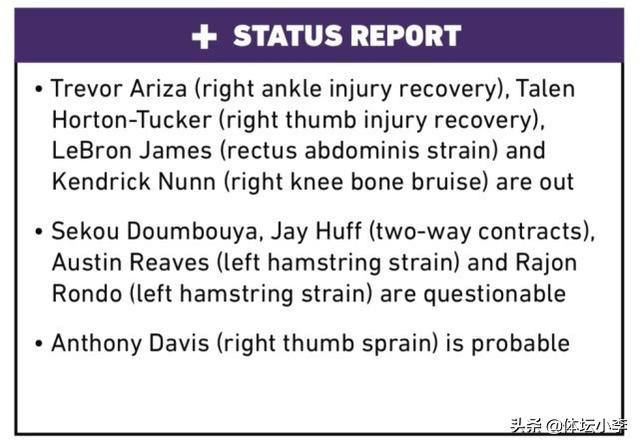 + STATUS REPORT
• Trevor Ariza (right ankle injury recovery), Talen
Horton-Tucker (right thumb injury recovery),
LeBron James (rectus abdominis strain) and
Kendrick Nunn (right knee bone bruise) are out
• Sekou Doumbouya, Jay Huff (two-way contracts),
Austin Reaves (left hamstring strain) and Rajon
Rondo (left hamstring strain) are questionable
• Anthony Davis (right thumb sprain) is probable
头条 @体坛小李